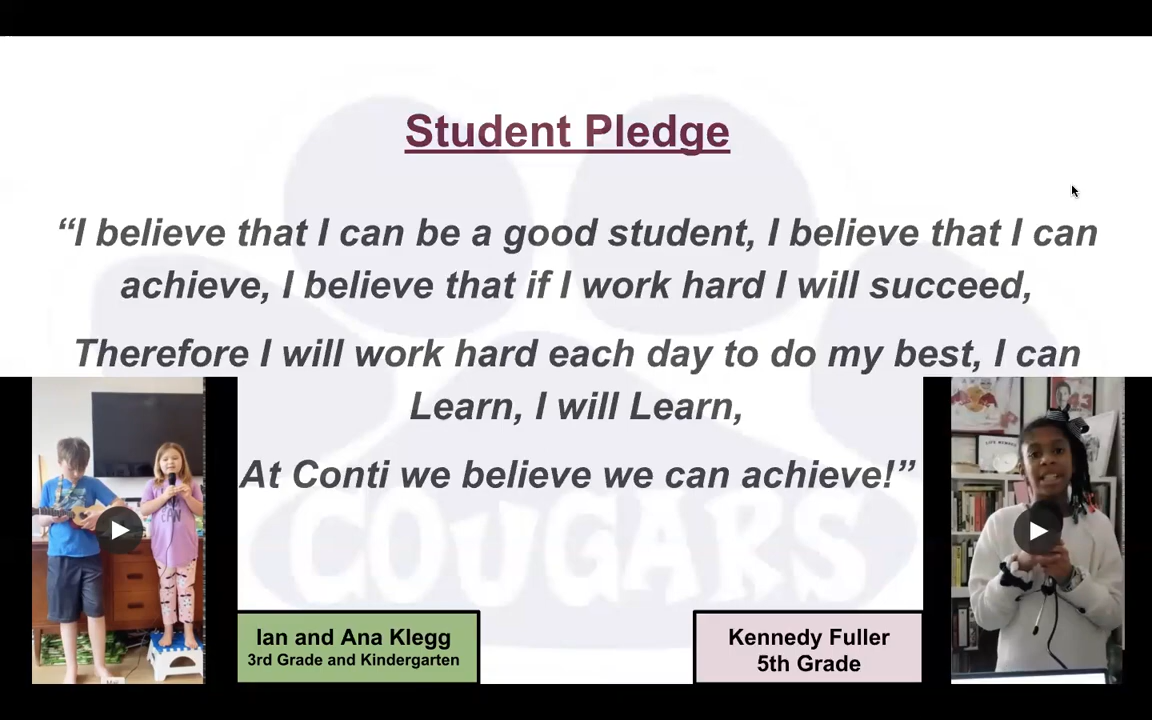 Student Pledge
“I believe that I can be a good student, I believe that I can
achieve, I believe that if I work hard I will succeed,
Therefore I will work hard each day to do my best, I can
Learn, I will Learn,
At Conti we believe we can achieve!”
COUGARS
Ian and Ana Klegg
3rd Grade and Kindergarten
Kennedy Fuller
5th Grade